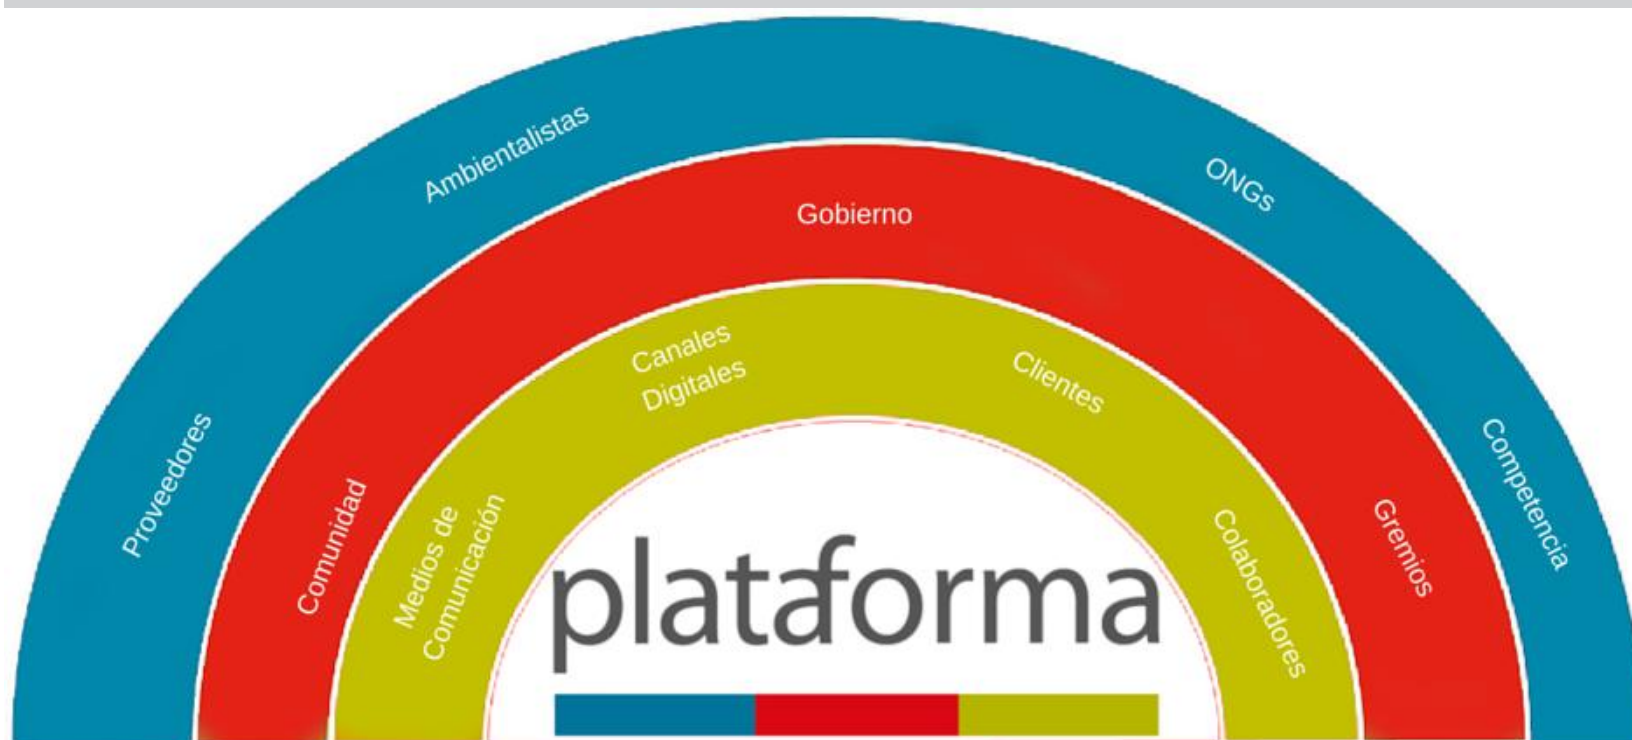 Ambientalistas
ONGs
Gobierno
Canales
Digitales
Clientes
Proveedores
Comunidad
Medios de
Comunicación
Colaboradores
Gremios
Competencia
plataforma